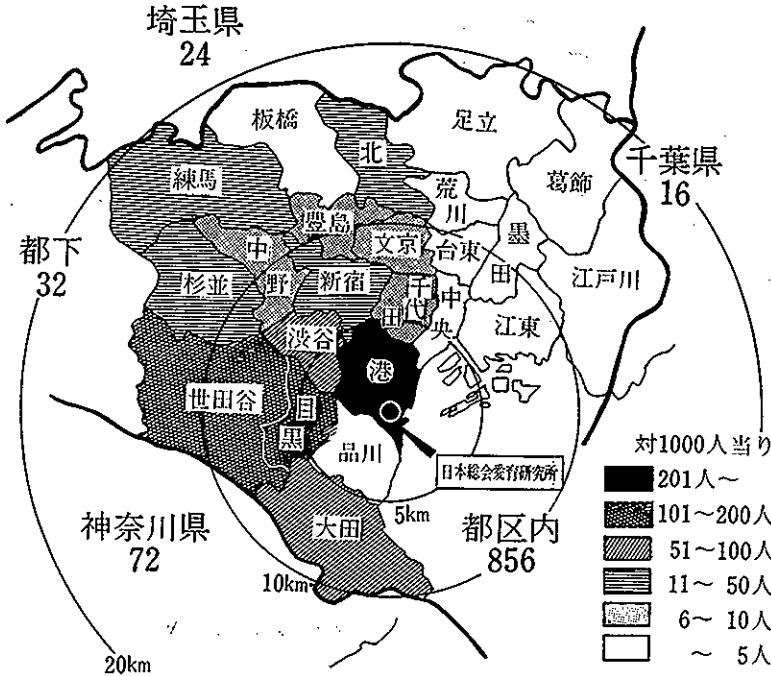 埼玉県
24
板橋
足立
北
練馬
荒川
葛飾
千葉県
16
豊島
文京
墨田
台東
都下
32
中野
杉並
新宿
千代田
中央
江戸川
江東
渋谷
港
世田谷
目黒
品川
日本総会愛育研究所
対1000人当り
201人～
101～200人
51～100人
11～ 50人
6～ 10人
～ 5人
5km
神奈川県
72
大田
都区内
856
10km
20km